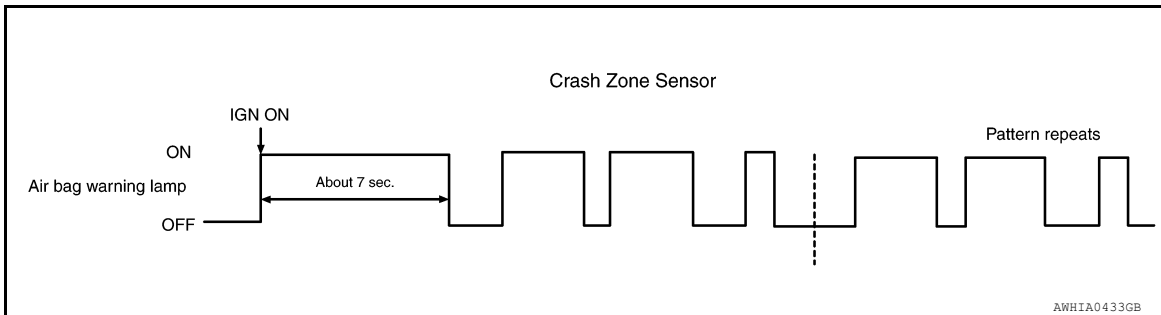 Crash Zone Sensor
IGN ON
Pattern repeats
ON
Air bag warning lamp
About 7 sec.
OFF
AWHIA0433GB